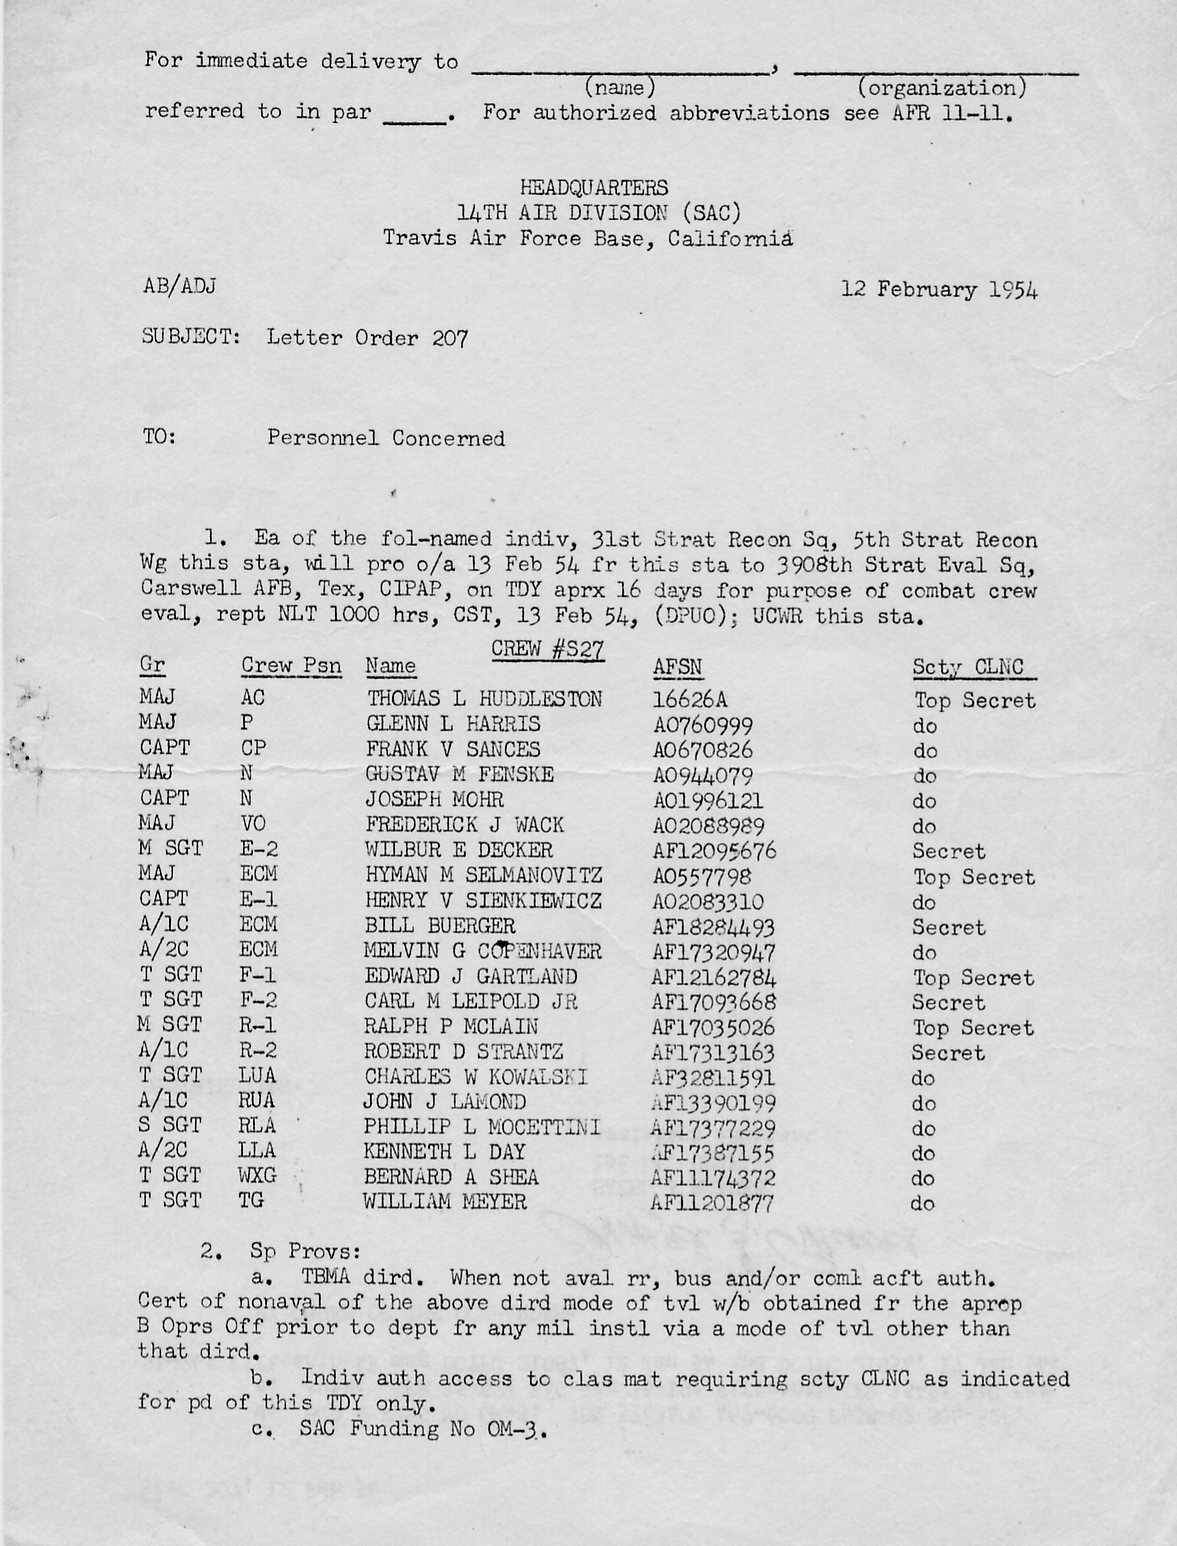 For immediate delivery to ____________, ____________
(name) (organization)
referred to in par _____. For authorized abbreviations see AFR 11-11.
HEADQUARTERS
14TH AIR DIVISION (SAC)
Travis Air Force Base, California
AB/ADJ 12 February 1954
SUBJECT: Letter Order 207
TO: Personnel Concerned
1. Ea of the fol-named indiv, 31st Strat Recon Sq, 5th Strat Recon
Wg this sta, will pro o/a 13 Feb 54 fr this sta to 3908th Strat Eval Sq,
Carswell AFB, Tex, CIPAP, on TDY aprx 16 days for purpose of combat crew
eval, rept NLT 1000 hrs, CST, 13 Feb 54, (DPUO); UCWR this sta.
CREW #S27
Gr Crew Psn Name AFSN Scty CLNC
MAJ AC THOMAS L HUDDLESTON 16626A Top Secret
MAJ P GLENN L HARRIS AO760999 do
CAPT CP FRANK V SANCES AO670826 do
MAJ N GUSTAV M FENSKE AO944079 do
CAPT N JOSEPH MOHR AO1996121 do
MAJ VO FREDERICK J WACK AO2088989 do
M SGT E-2 WILBUR E DECKER AF12095676 Secret
MAJ ECM HYMAN M SELMANOVITZ AO557798 Top Secret
CAPT E-1 HENRY V SIENKIEWICZ AO2083310 do
A/1C ECM BILL BUERGER AF18284493 Secret
A/2C ECM MELVIN G COPENHAVER AF17320947 do
T SGT F-1 EDWARD J GARTLAND AF12162784 Top Secret
T SGT F-2 CARL M LEIPOLD JR AF17093668 Secret
M SGT R-1 RALPH P MCLAIN AF17035026 Top Secret
A/1C R-2 ROBERT D STRANTZ AF17313163 Secret
T SGT LUA CHARLES W KOWALSKI AF32811591 do
A/1C RUA JOHN J LAMOND AF13390199 do
S SGT RLA PHILLIP L MOCETTINI AF17377229 do
A/2C LLA KENNETH L DAY AF17387155 do
T SGT WXG BERNARD A SHEA AF11174372 do
T SGT TG WILLIAM MEYER AF11201877 do
2. Sp Provs:
a. TBMA dird. When not aval rr, bus and/or coml acft auth.
Cert of nonaval of the above dird mode of tvl w/b obtained fr the aprop
B Oprs Off prior to dept fr any mil instl via a mode of tvl other than
that dird.
b. Indiv auth access to clas mat requiring scty CLNC as indicated
for pd of this TDY only.
c. SAC Funding No OM-3.